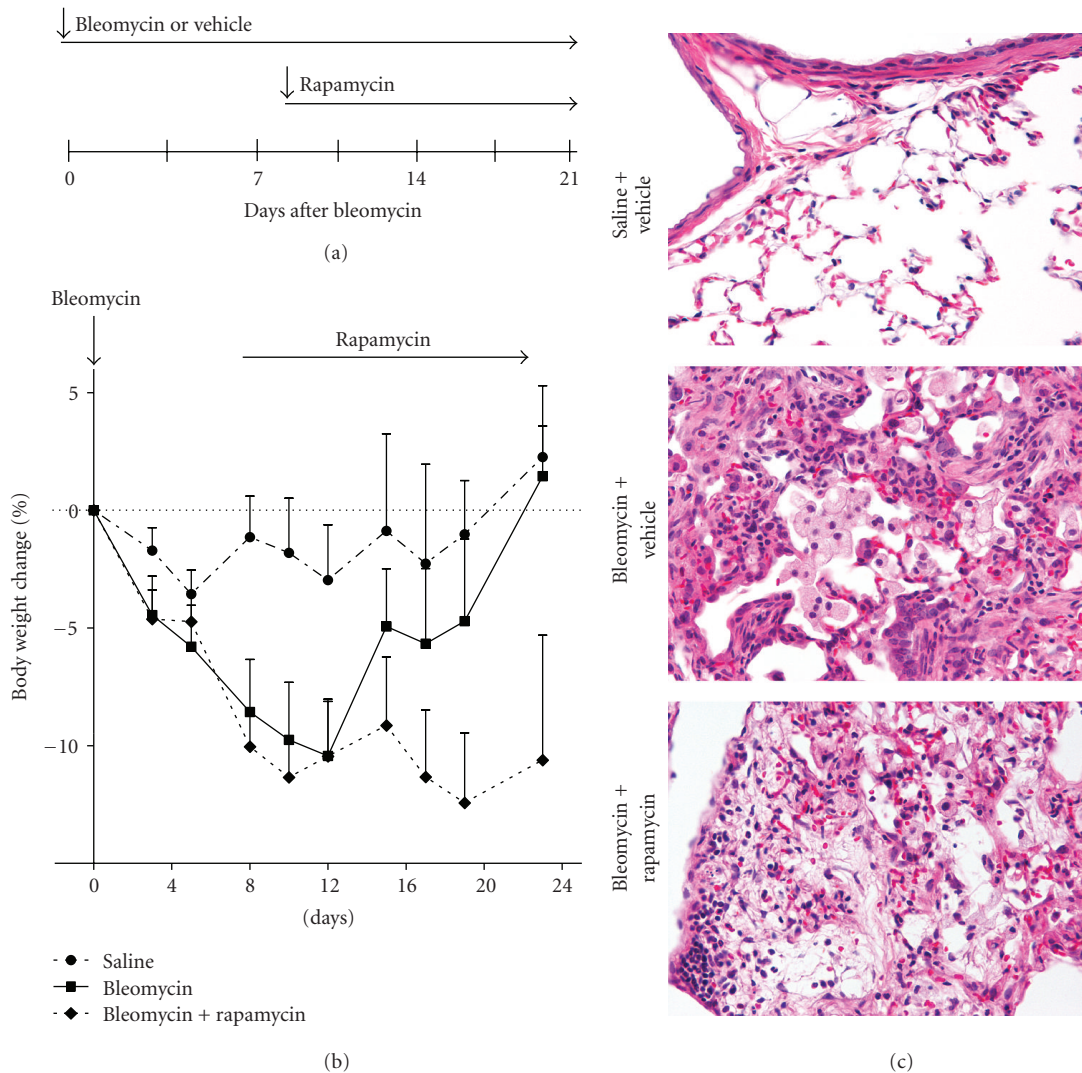 Bleomycin or vehicle
Rapamycin
0
7
14
21
Days after bleomycin
(a)
Bleomycin
Rapamycin
Body weight change (%)
5
0
−5
−10
0
4
8
12
16
20
24
(days)
Saline
Bleomycin
Bleomycin + rapamycin
(b)
Saline +
vehicle
Bleomycin +
vehicle
Bleomycin +
rapamycin
(c)